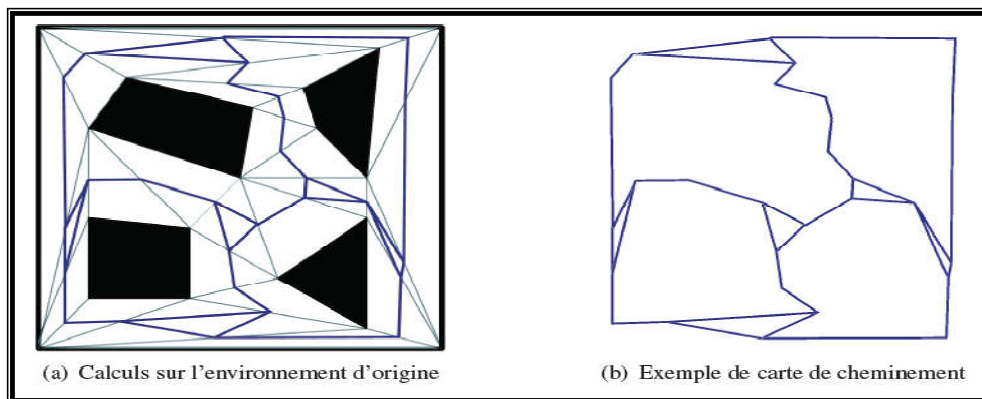 (a) Calculs sur l'environnement d'origine
(b) Exemple de carte de cheminement